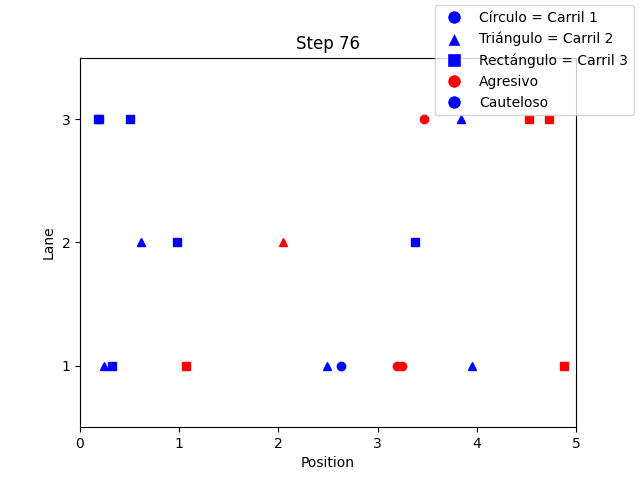 Step 76
Círculo = Carril 1
Triángulo = Carril 2
Rectángulo = Carril 3
Agresivo
Cauteloso
3
2
1
Lane
0 1 2 3 4 5
Position